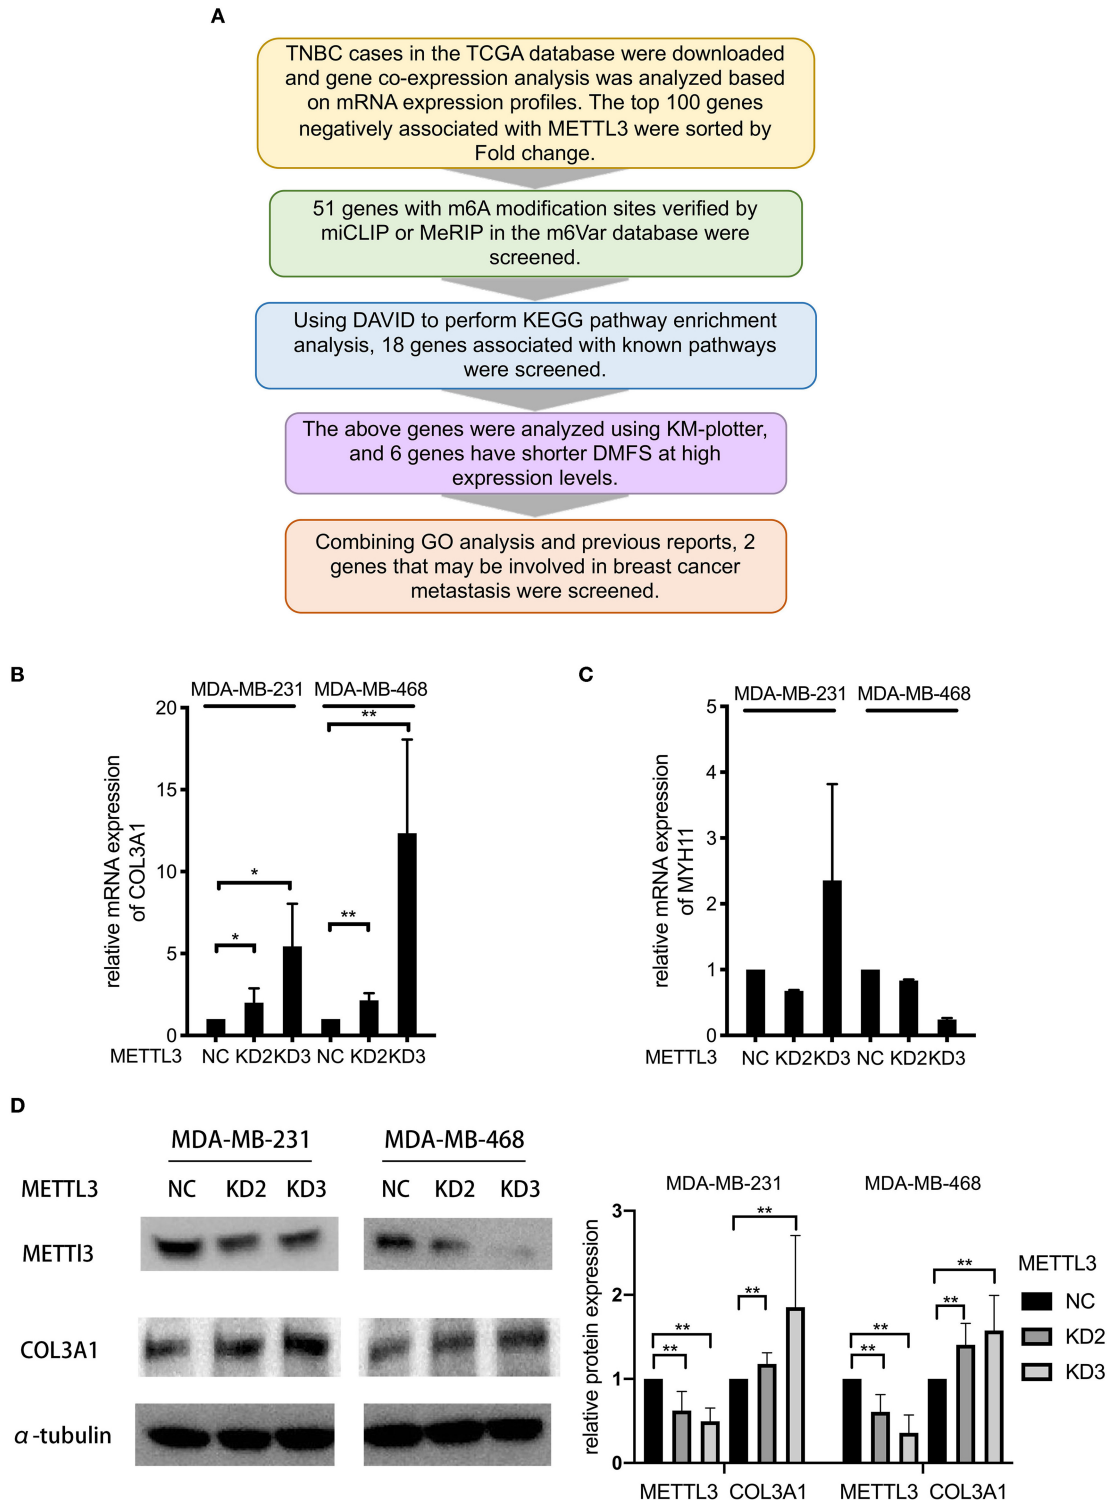 A
TNBC cases in the TCGA database were downloaded
and gene co-expression analysis was analyzed based
on mRNA expression profiles. The top 100 genes
negatively associated with METTL3 were sorted by
Fold change.
51 genes with m6A modification sites verified by
miCLIP or MeRIP in the m6Var database were
screened.
Using DAVID to perform KEGG pathway enrichment
analysis, 18 genes associated with known pathways
were screened.
The above genes were analyzed using KM-plotter,
and 6 genes have shorter DMFS at high
expression levels.
Combining GO analysis and previous reports, 2
genes that may be involved in breast cancer
metastasis were screened.
B
MDA-MB-231 MDA-MB-468
relative mRNA expression
of COL3A1
20
15
10
5
0
* * ** **
METTL3 NC KD2 KD3 NC KD2 KD3
C
MDA-MB-231 MDA-MB-468
relative mRNA expression
of MYH11
5
4
3
2
1
0
METTL3 NC KD2 KD3 NC KD2 KD3
D
MDA-MB-231 MDA-MB-468
METTL3 NC KD2 KD3 NC KD2 KD3
METTl3
COL3A1
α-tubulin
MDA-MB-231 MDA-MB-468
relative protein expression
3
2
1
0
** ** ** ** ** ** ** **
METTL3 COL3A1 METTL3 COL3A1
METTL3
NC
KD2
KD3